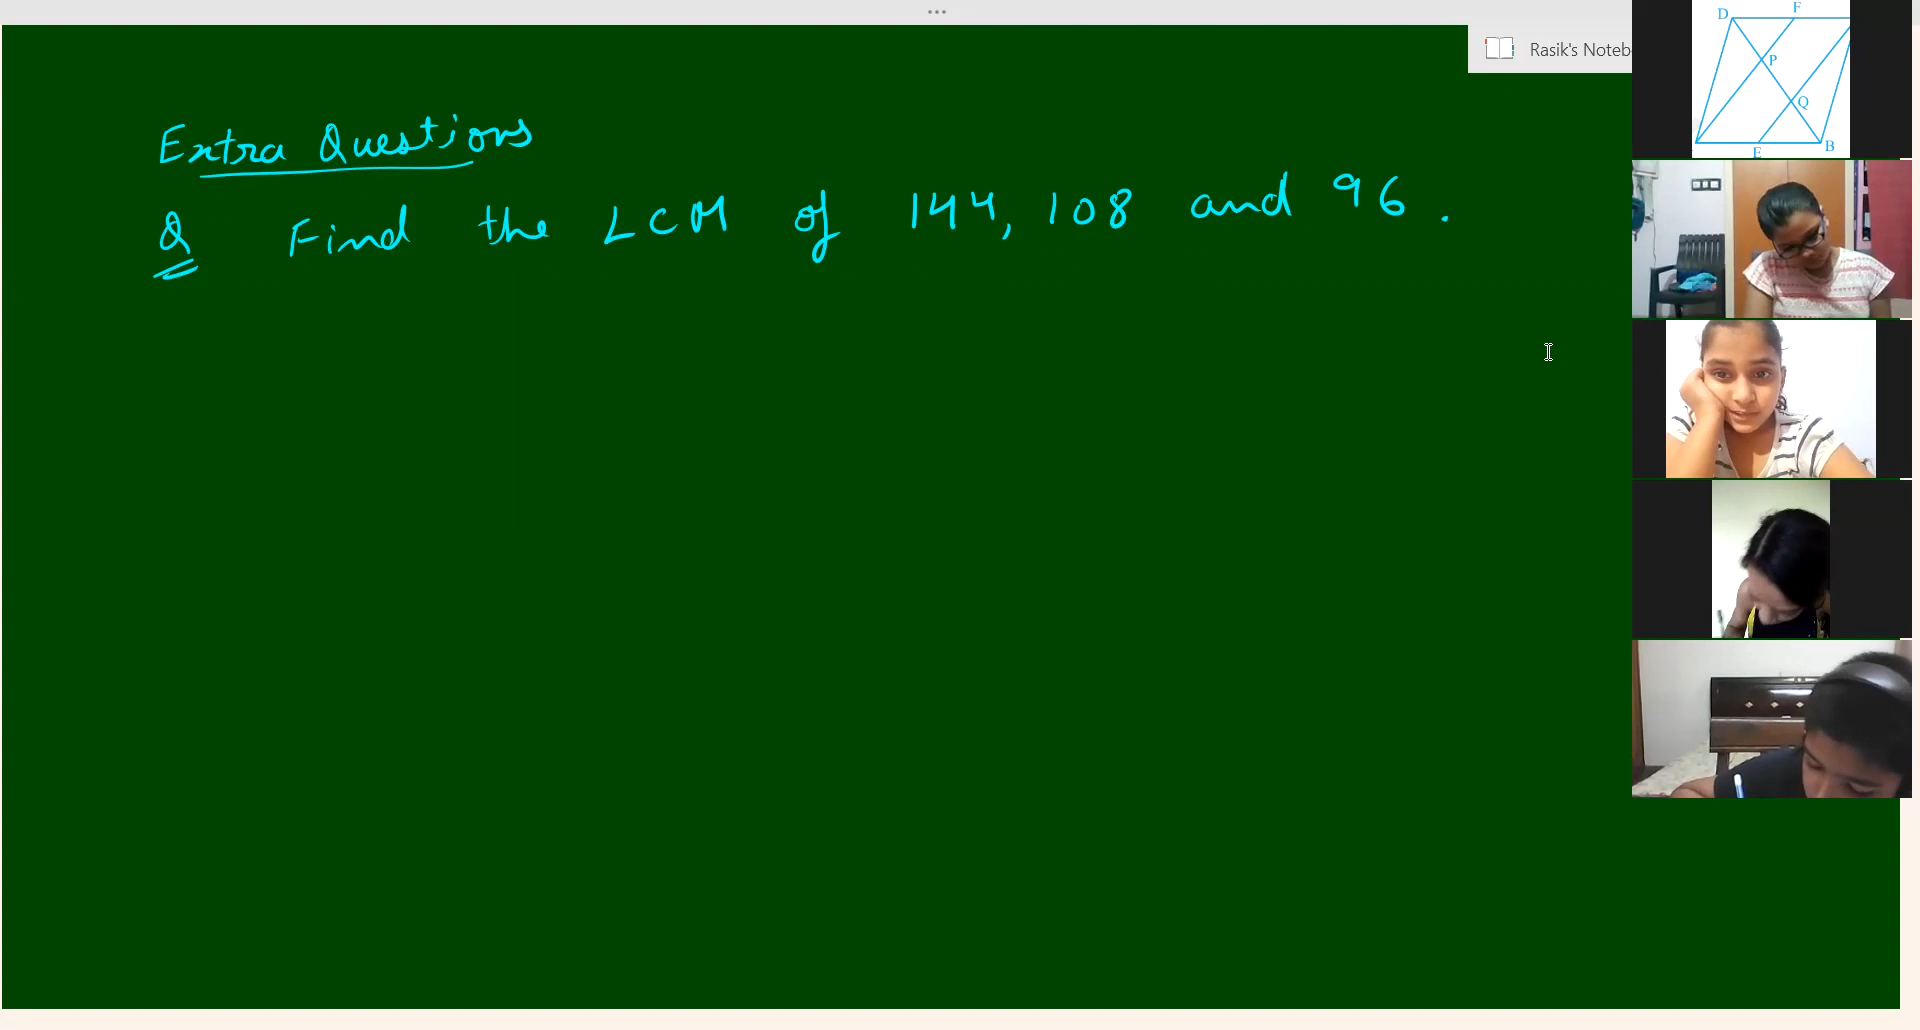 Rasik's Noteb
Extra Questions
Q Find the LCM of 144, 108 and 96.
D F
P
Q
E B